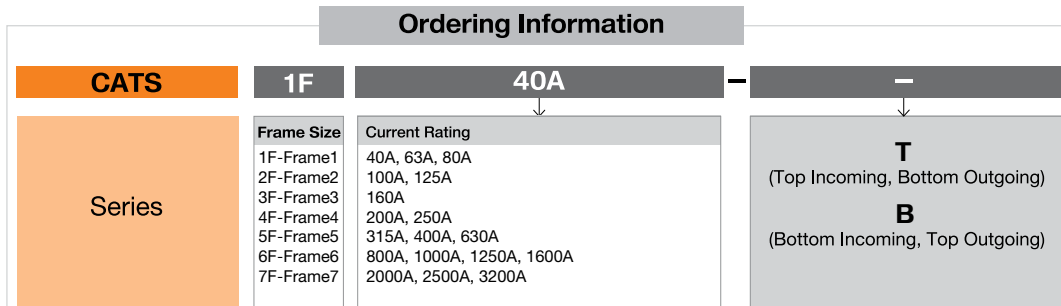 Ordering Information
CATS 1F 40A – –
Series
Frame Size Current Rating
1F-Frame1 40A, 63A, 80A
2F-Frame2 100A, 125A
3F-Frame3 160A
4F-Frame4 200A, 250A
5F-Frame5 315A, 400A, 630A
6F-Frame6 800A, 1000A, 1250A, 1600A
7F-Frame7 2000A, 2500A, 3200A
T
(Top Incoming, Bottom Outgoing)
B
(Bottom Incoming, Top Outgoing)